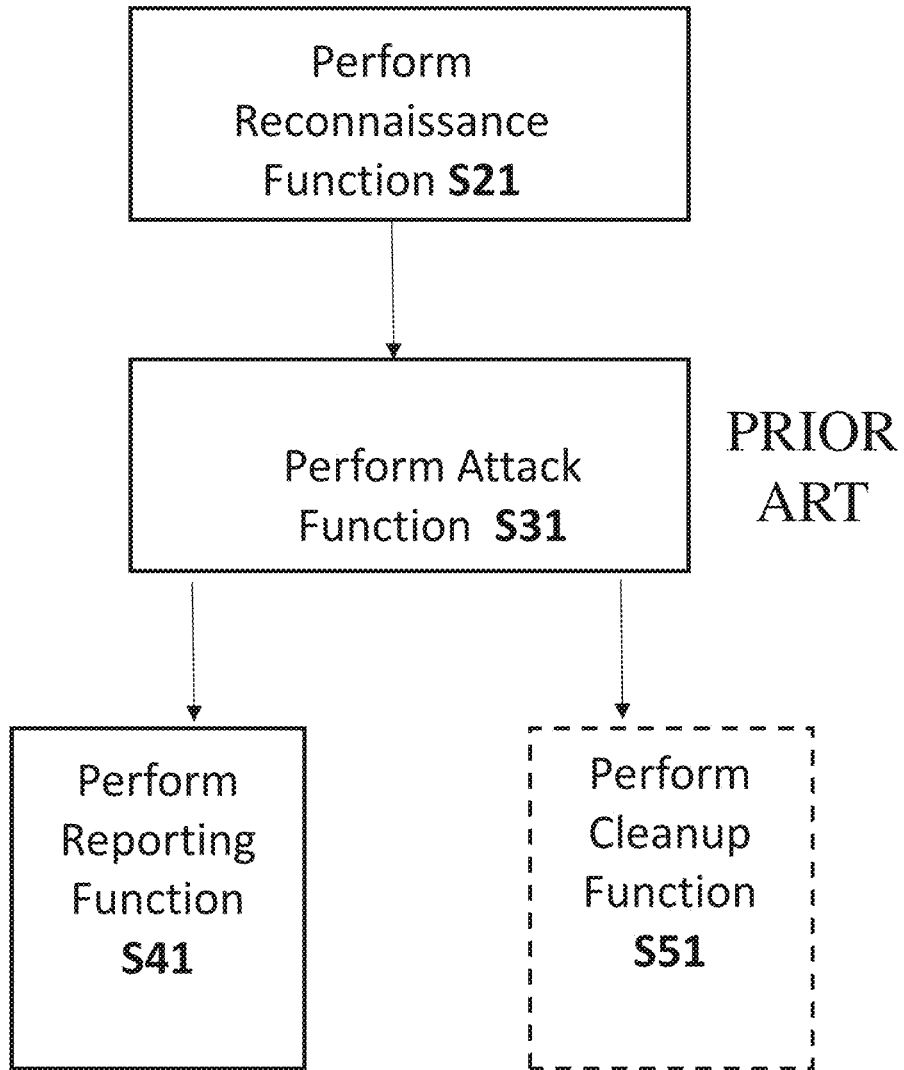 Perform
Reconnaissance
Function S21
Perform Attack
Function S31
PRIOR
ART
Perform
Reporting
Function
S41
Perform
Cleanup
Function
S51